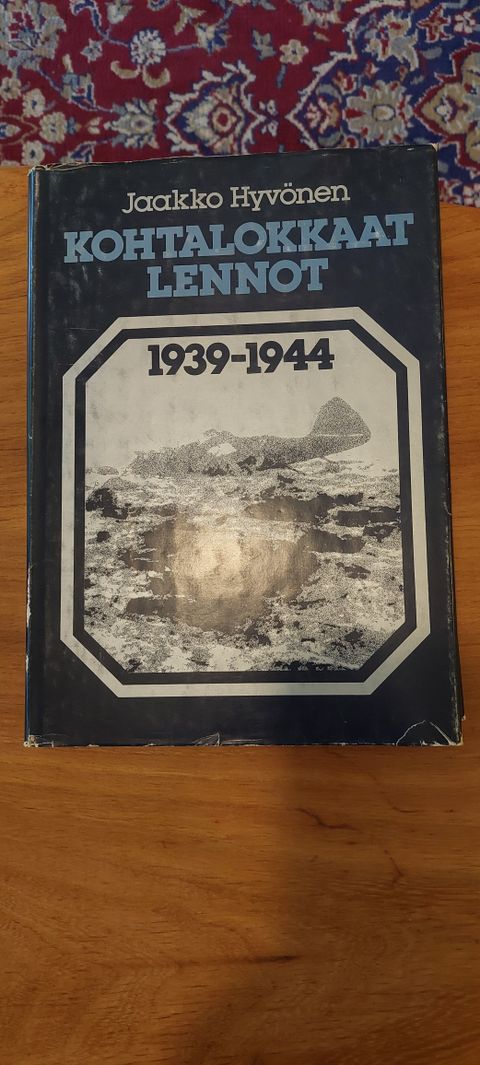 Jaakko Hyvönen
KOHTALOKKAAT
LENNOT
1939-1944